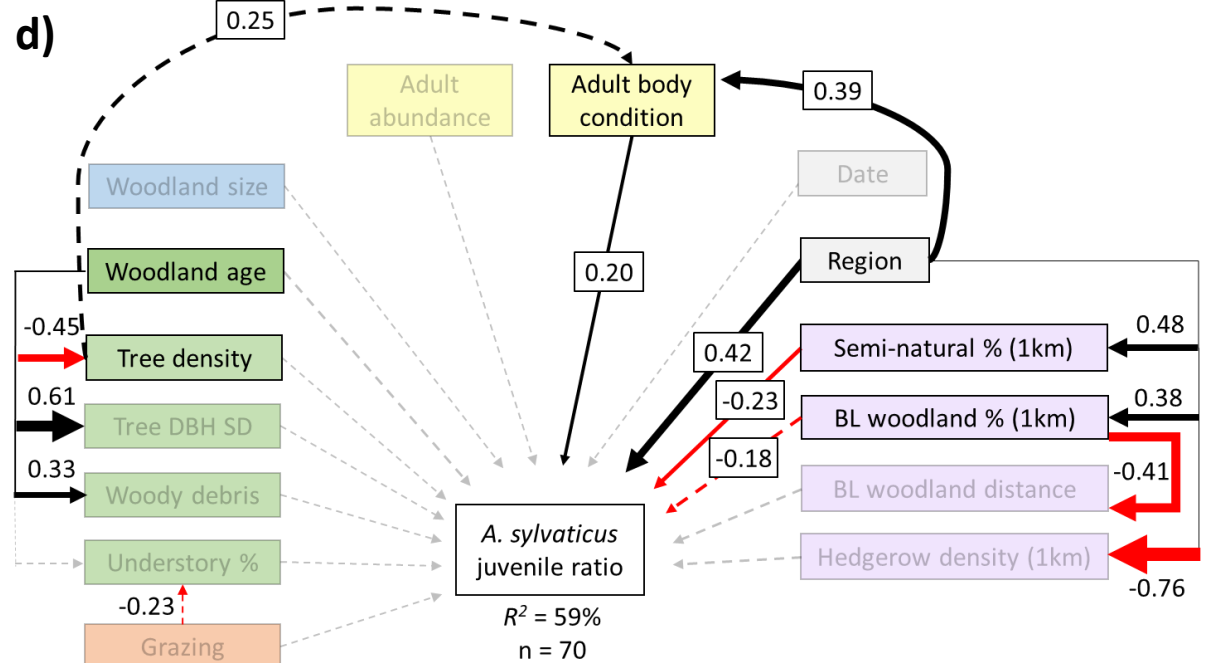 d)
0.25
Adult
abundance
Adult body
condition
0.39
Woodland size
Date
Woodland age
0.20
Region
-0.45
Tree density
0.42
Semi-natural % (1km)
0.48
0.61
Tree DBH SD
-0.23
BL woodland % (1km)
0.38
0.33
Woody debris
-0.18
BL woodland distance
-0.41
A. sylvaticus
juvenile ratio
Understory %
Hedgerow density (1km)
-0.76
-0.23
R² = 59%
Grazing
n = 70